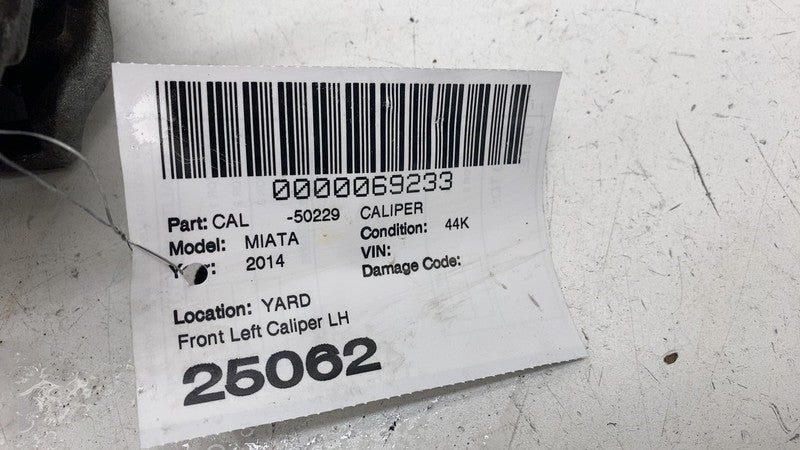 0000069233
Part: CAL -50229 CALIPER
Model: MIATA Condition: 44K
2014 VIN:
Damage Code:
Location: YARD
Front Left Caliper LH
25062